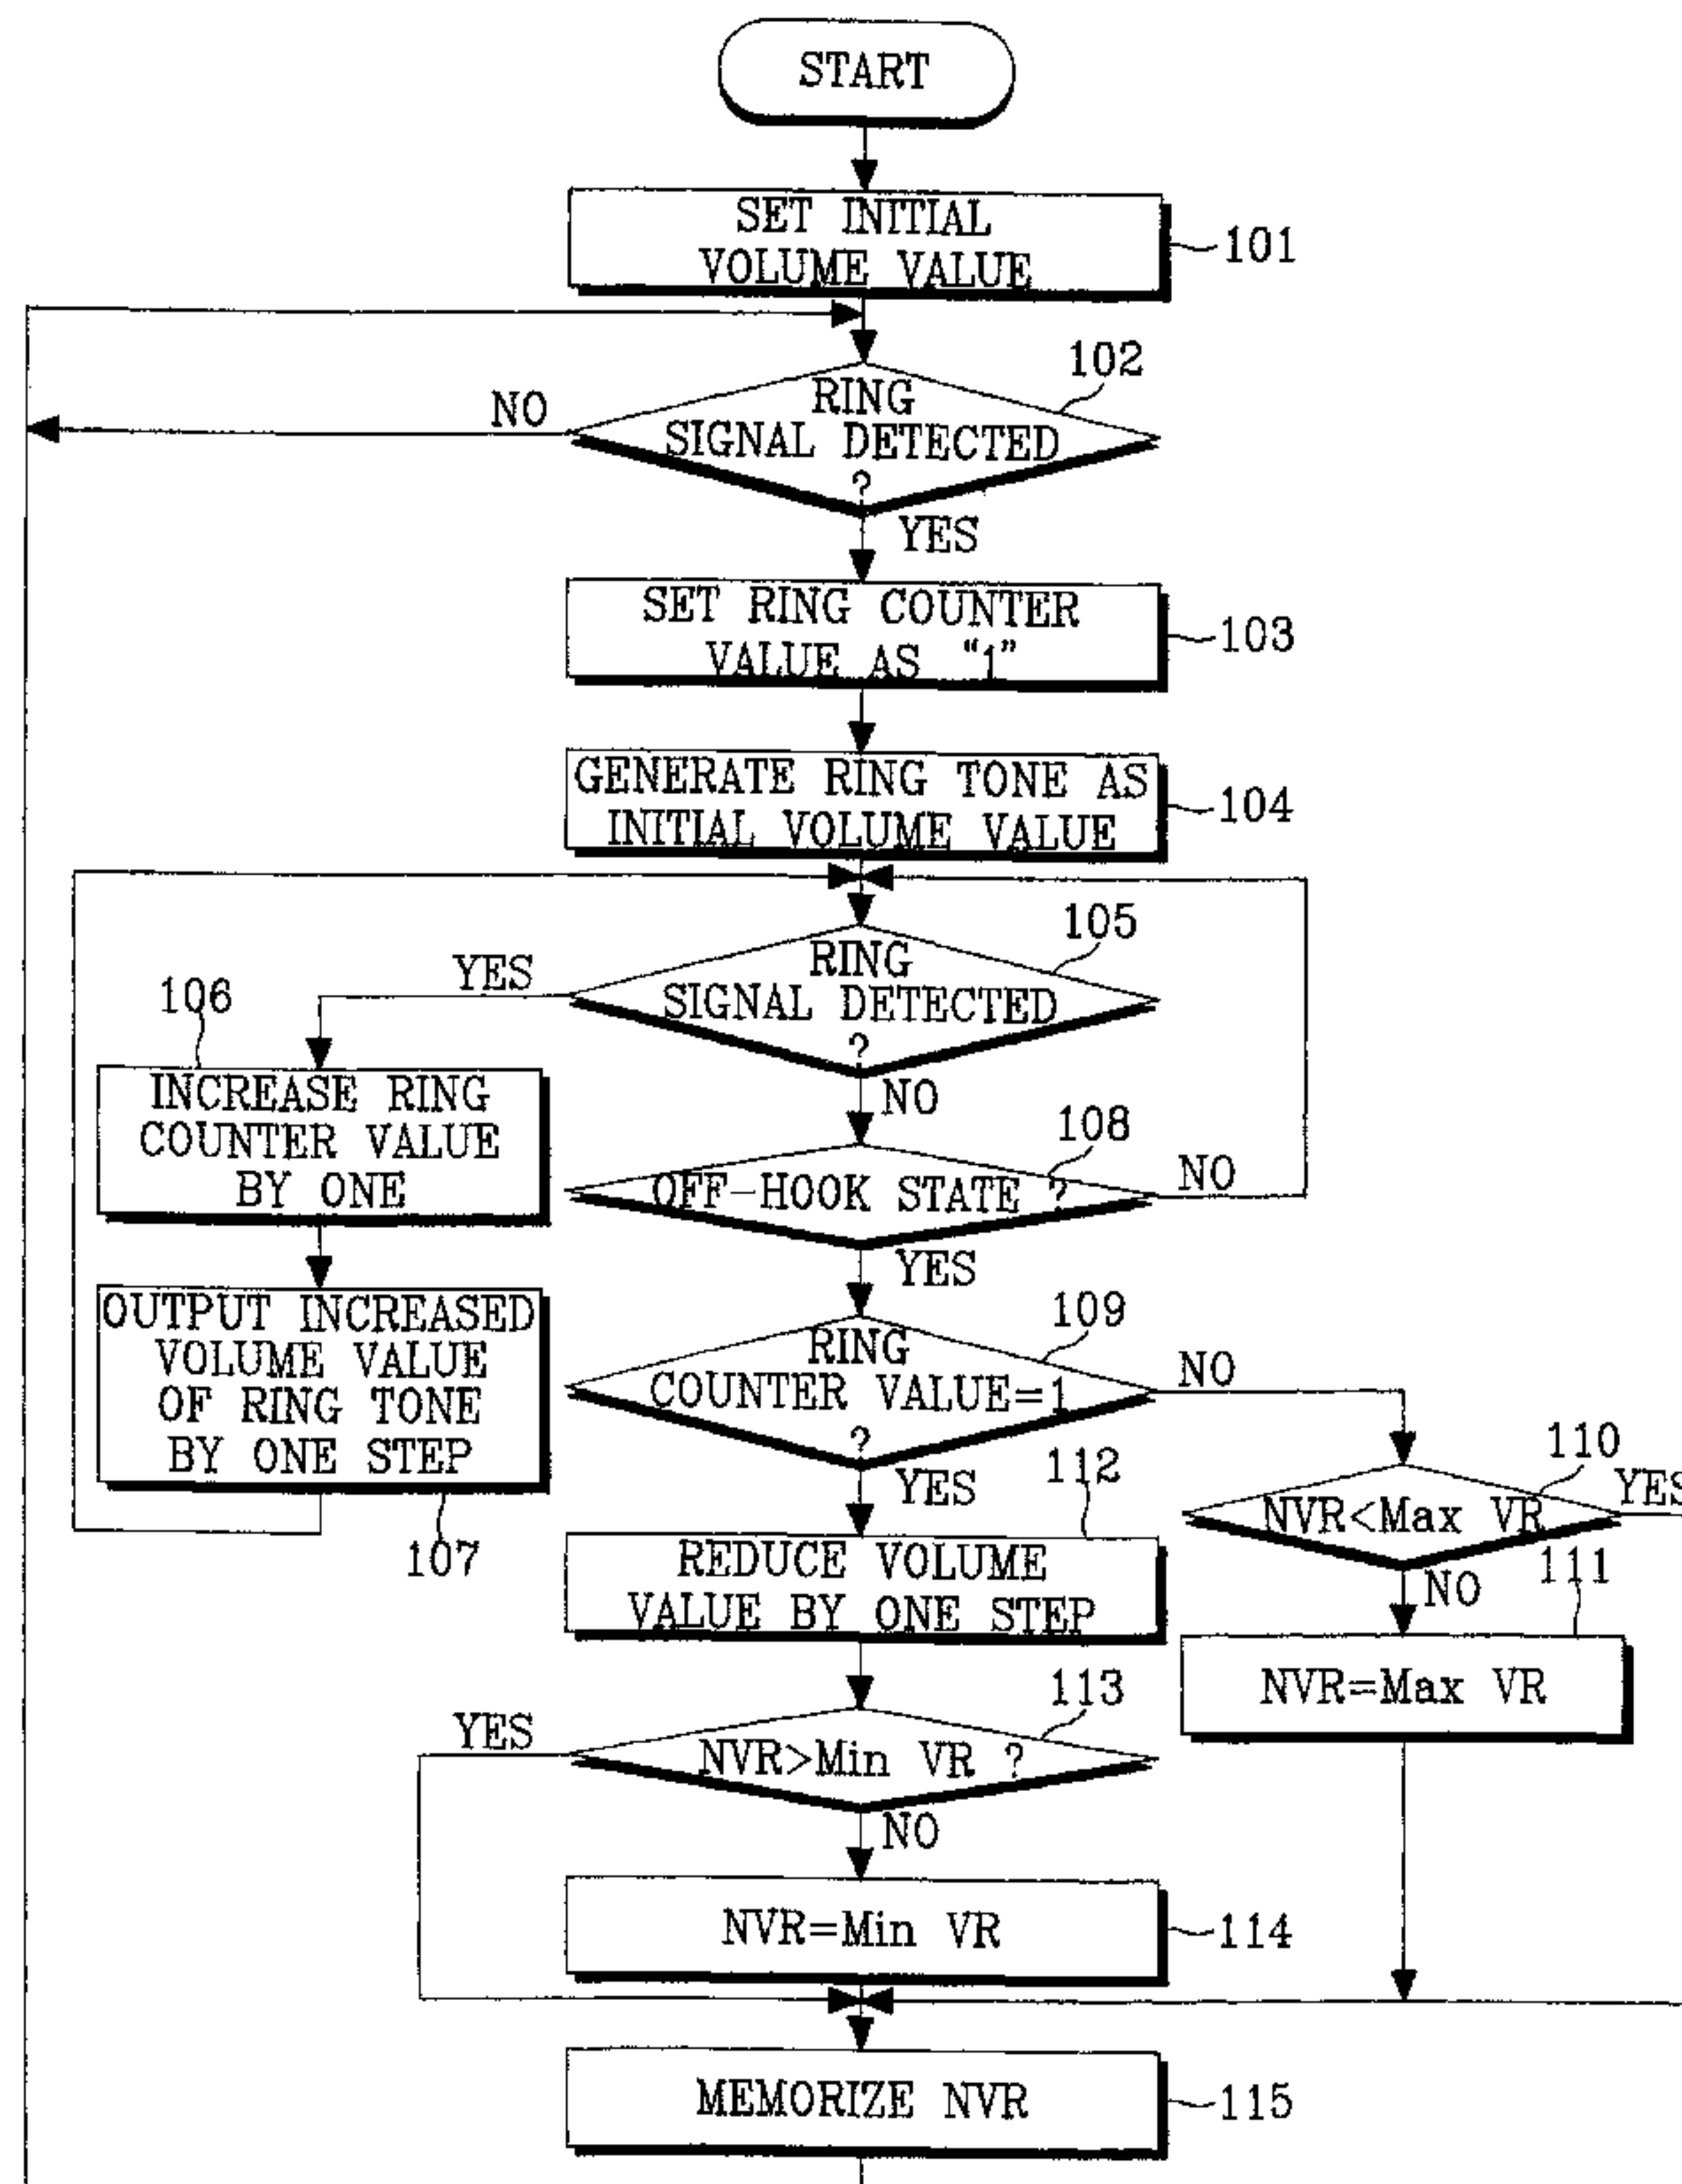 START
SET INITIAL
VOLUME VALUE
101
102
RING
SIGNAL DETECTED
?
NO
YES
SET RING COUNTER
VALUE AS “1”
103
GENERATE RING TONE AS
INITIAL VOLUME VALUE
104
105
RING
SIGNAL DETECTED
?
YES
NO
106
INCREASE RING
COUNTER VALUE
BY ONE
108
OFF-HOOK STATE ?
NO
YES
OUTPUT INCREASED
VOLUME VALUE
OF RING TONE
BY ONE STEP
107
109
RING
COUNTER VALUE=1
?
NO
YES
110
NVR<Max VR
YES
NO
111
NVR=Max VR
112
REDUCE VOLUME
VALUE BY ONE STEP
113
NVR>Min VR ?
YES
NO
NVR=Min VR
114
MEMORIZE NVR
115